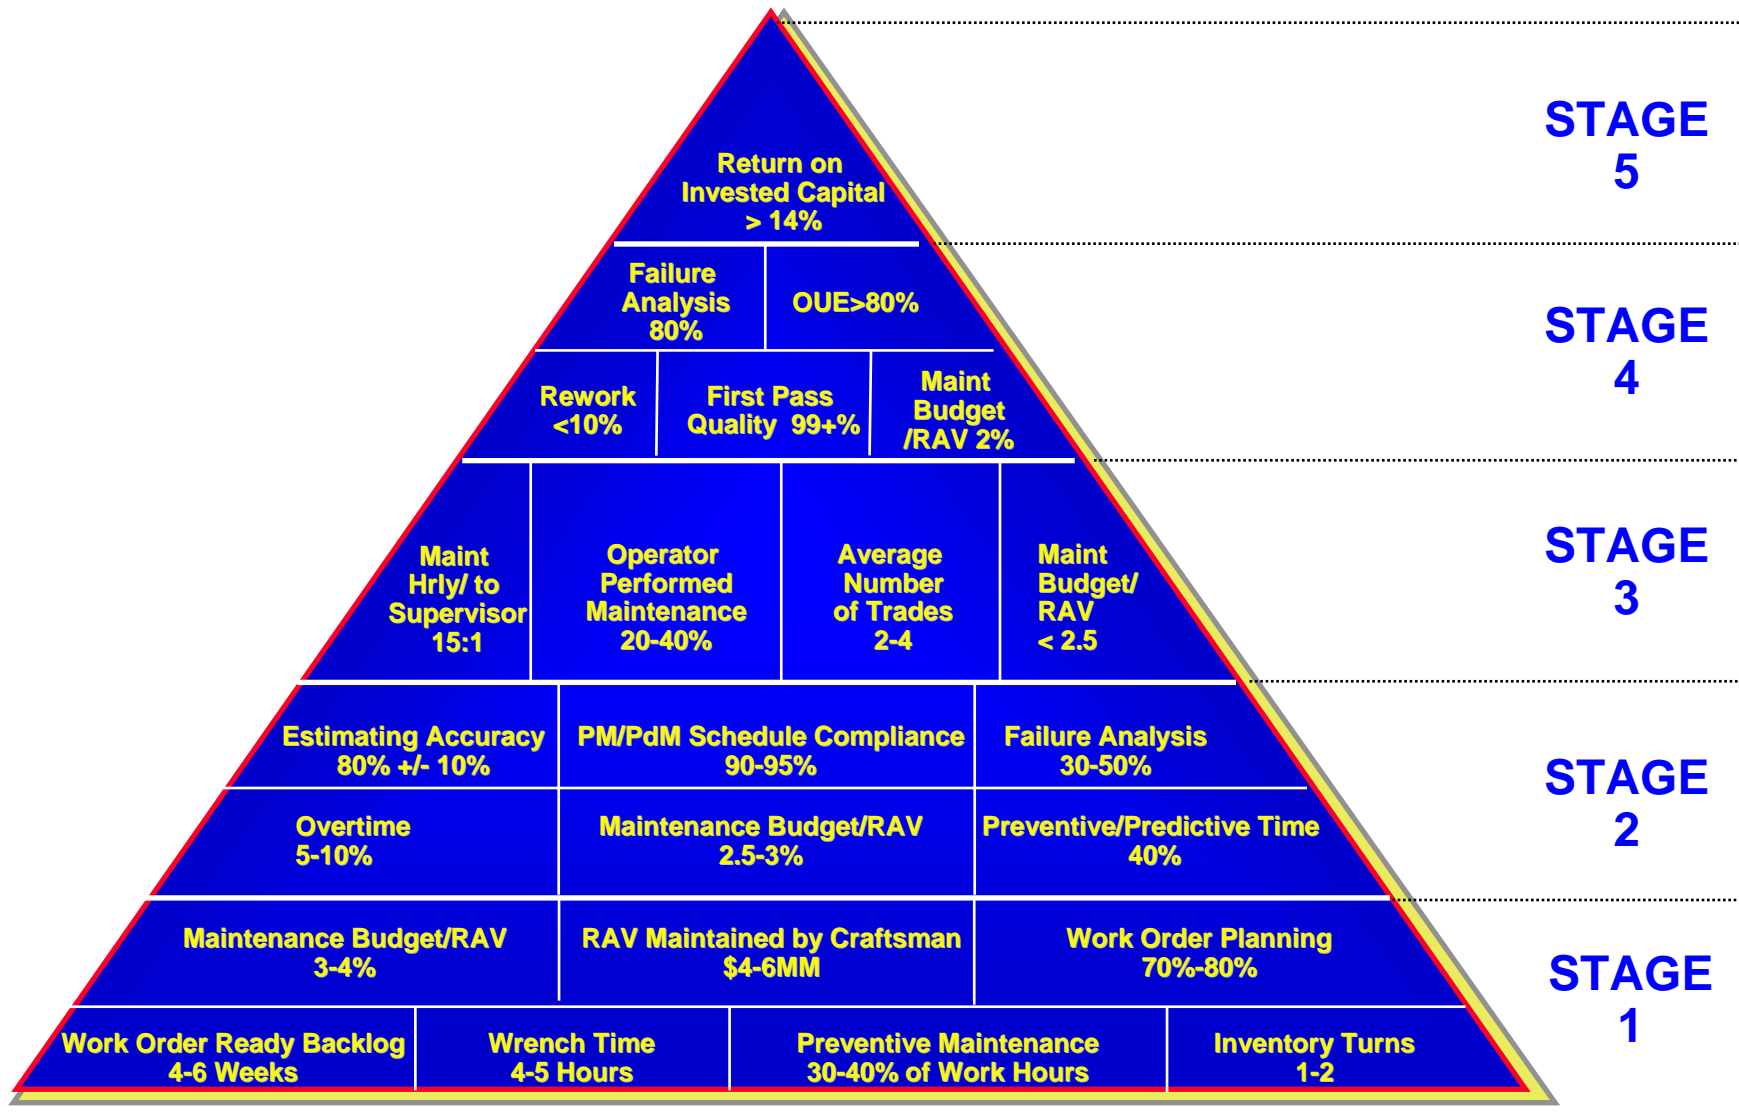 STAGE
5
Return on
Invested Capital
> 14%
STAGE
4
Failure
Analysis
80%
OUE>80%
Rework
<10%
First Pass
Quality  99+%
Maint
Budget
/RAV 2%
STAGE
3
Maint
Hrly/ to
Supervisor
15:1
Operator
Performed
Maintenance
20-40%
Average
Number
of Trades
2-4
Maint
Budget/
RAV
< 2.5
STAGE
2
Estimating Accuracy
80% +/- 10%
PM/PdM Schedule Compliance
90-95%
Failure Analysis
30-50%
Overtime
5-10%
Maintenance Budget/RAV
2.5-3%
Preventive/Predictive Time
40%
STAGE
1
Maintenance Budget/RAV
3-4%
RAV Maintained by Craftsman
$4-6MM
Work Order Planning
70%-80%
Work Order Ready Backlog
4-6 Weeks
Wrench Time
4-5 Hours
Preventive Maintenance
30-40% of Work Hours
Inventory Turns
1-2